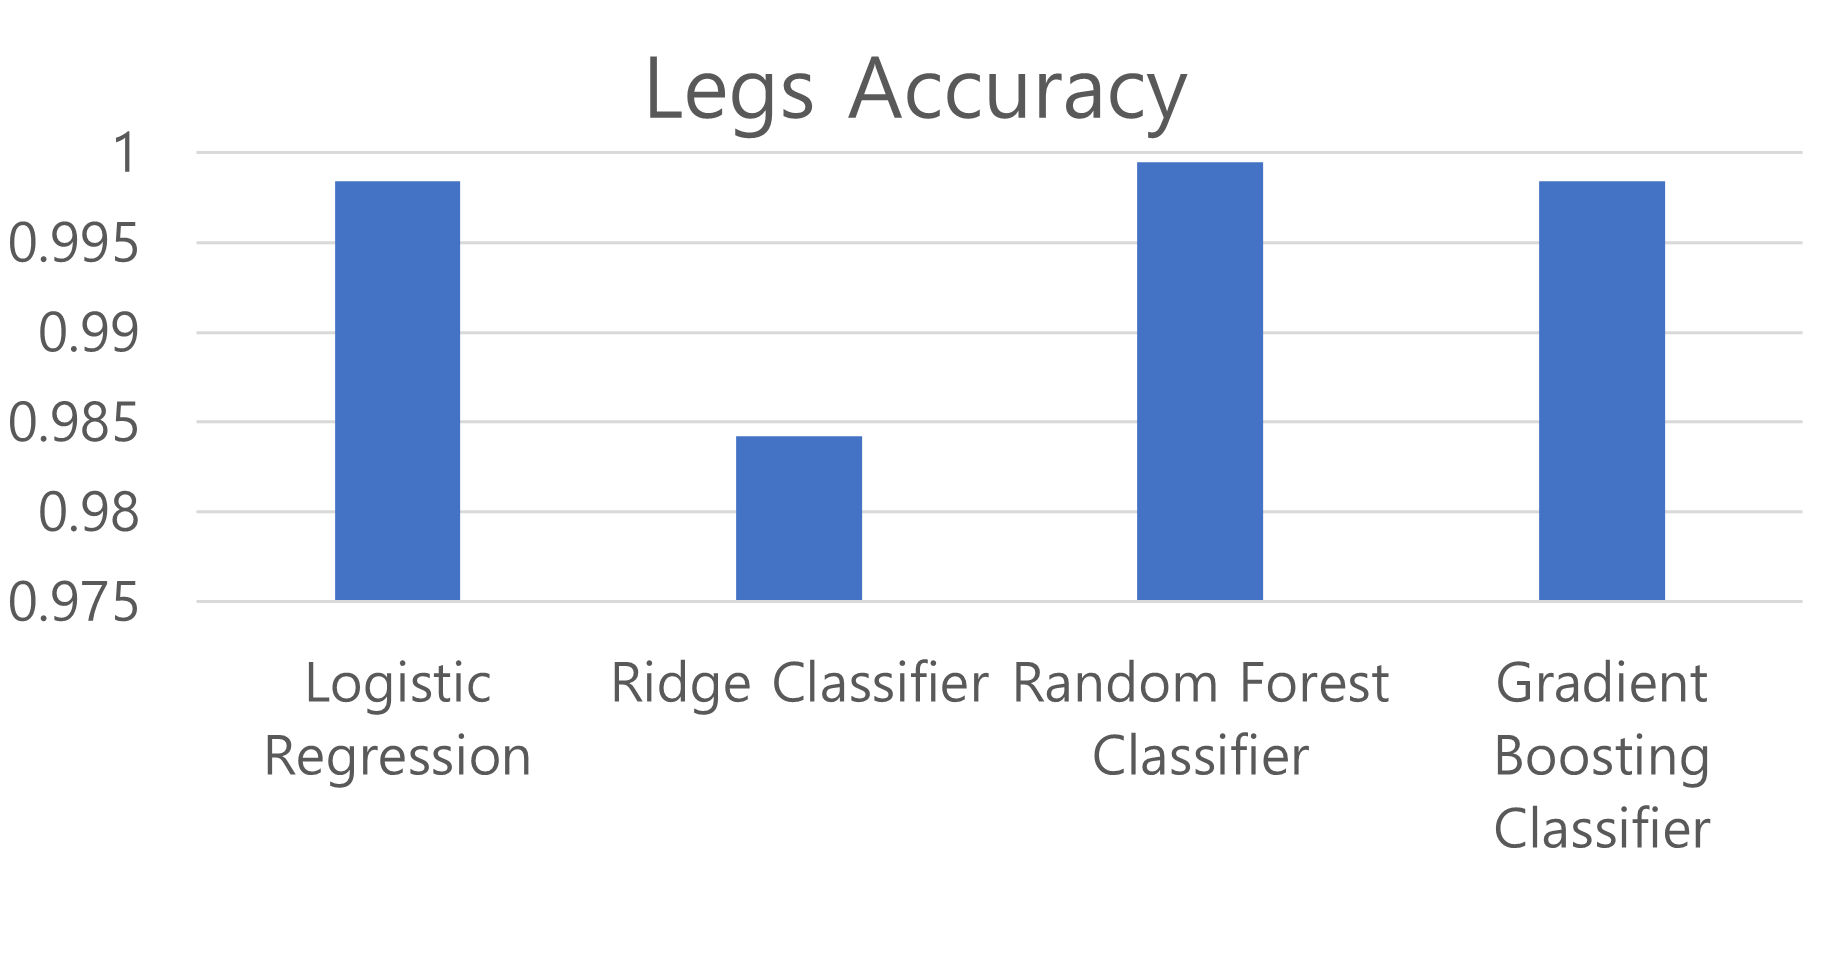 Legs Accuracy
1
0.995
0.99
0.985
0.98
0.975
Logistic
Regression
Ridge Classifier
Random Forest
Classifier
Gradient
Boosting
Classifier